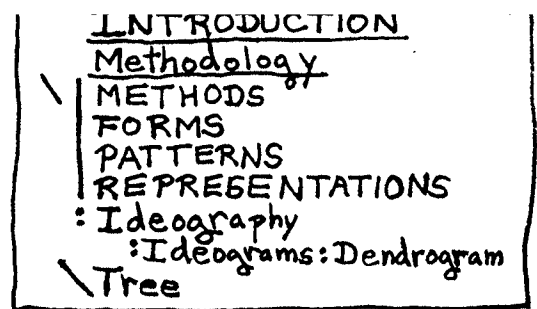 INTRODUCTION
Methodology
\ | METHODS
FORMS
PATTERNS
REPRESENTATIONS
:Ideography
:Ideograms:Dendrogram
\Tree